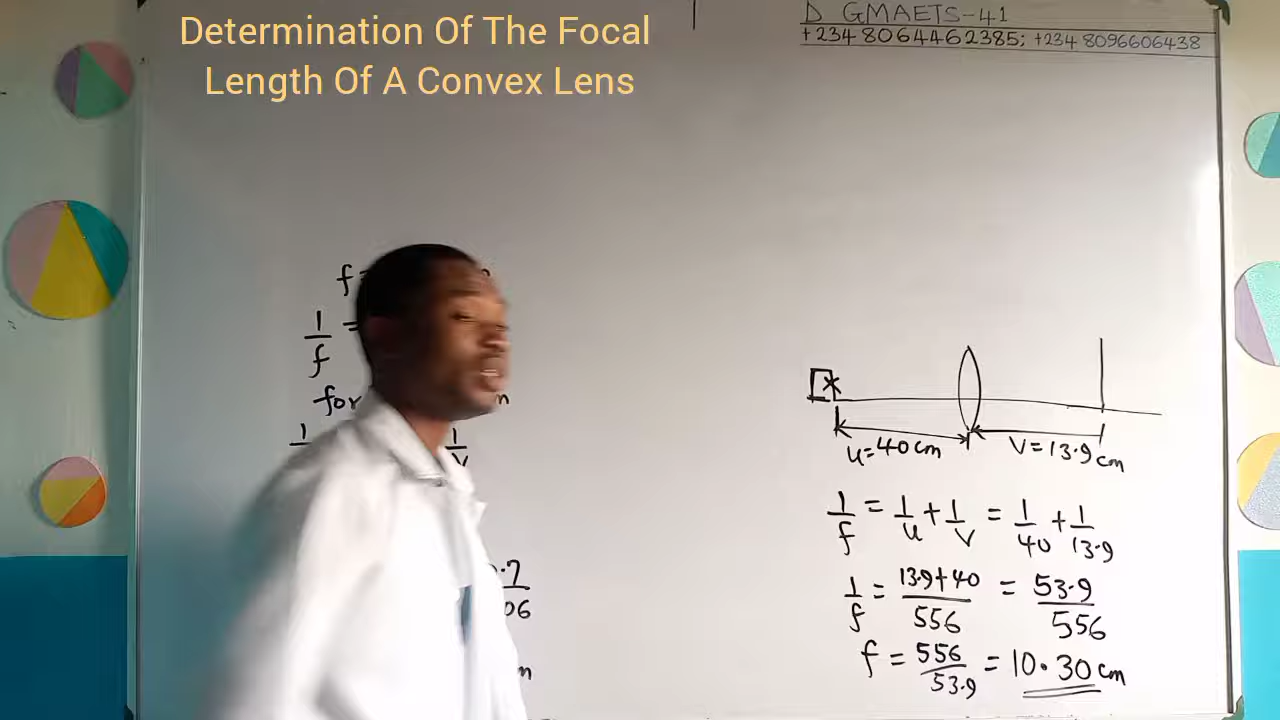 Determination Of The Focal
Length Of A Convex Lens
D GMAETS-41
+234 8064462385; +234 8096606438
f
1/f =
for
1
1/v
06
u=40cm
v=13.9cm
1/f = 1/u + 1/v = 1/40 + 1/13.9
1/f = 13.9+40/556 = 53.9/556
f = 556/53.9 = 10.30cm